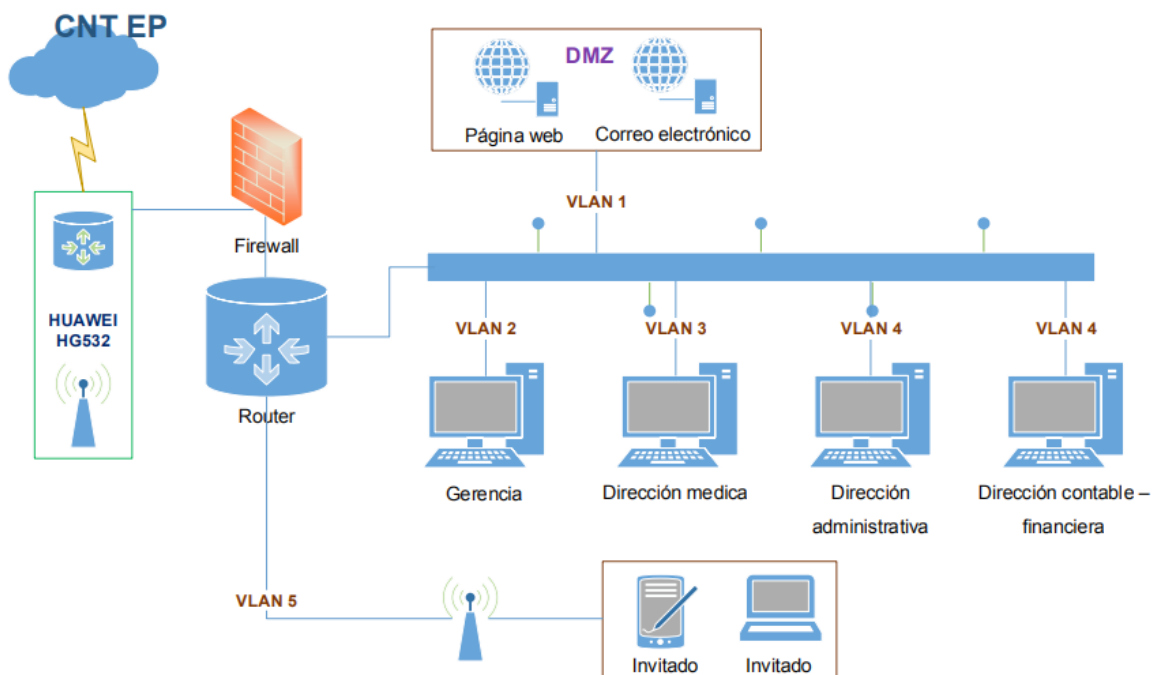 CNT EP
DMZ
Página web
Correo electrónico
VLAN 1
Firewall
HUAWEI
HG532
Router
VLAN 2
VLAN 3
VLAN 4
VLAN 4
Gerencia
Dirección medica
Dirección
administrativa
Dirección contable –
financiera
VLAN 5
Invitado
Invitado